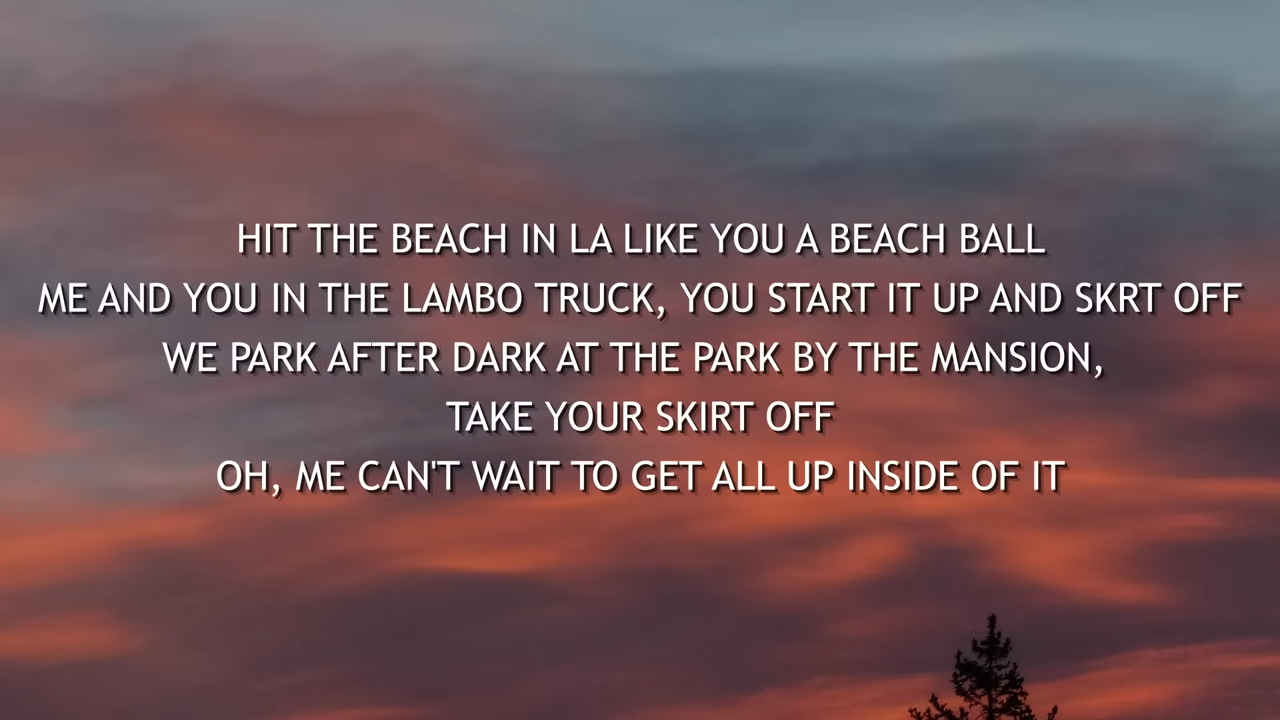 HIT THE BEACH IN LA LIKE YOU A BEACH BALL
ME AND YOU IN THE LAMBO TRUCK, YOU START IT UP AND SKRT OFF
WE PARK AFTER DARK AT THE PARK BY THE MANSION,
TAKE YOUR SKIRT OFF
OH, ME CAN'T WAIT TO GET ALL UP INSIDE OF IT